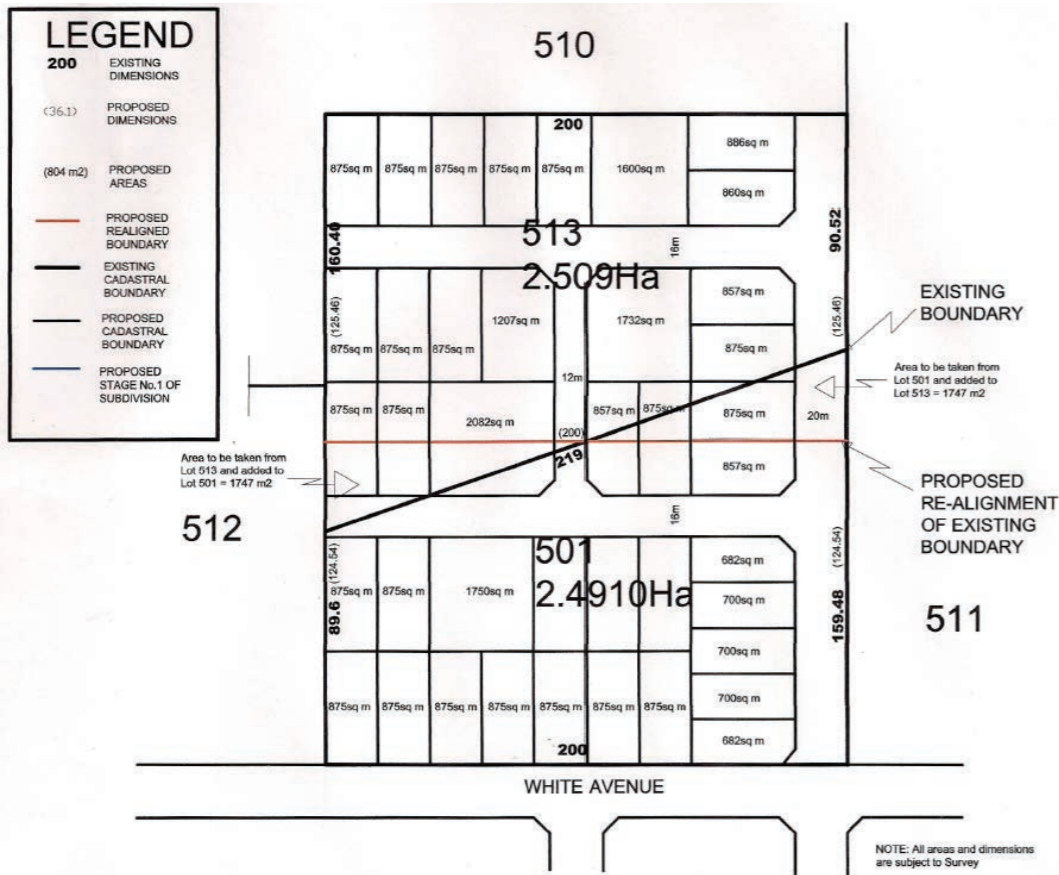 LEGEND
200 EXISTING
DIMENSIONS
(36.1) PROPOSED
DIMENSIONS
(804 m2) PROPOSED
AREAS
PROPOSED
REALIGNED
BOUNDARY
EXISTING
CADASTRAL
BOUNDARY
PROPOSED
CADASTRAL
BOUNDARY
PROPOSED
STAGE No.1 OF
SUBDIVISION
510
200
875sq m 875sq m 875sq m 875sq m 875sq m 1600sq m
886sq m
860sq m
160.40
90.52
513
2.509Ha
16m
(125.46)
(125.46)
875sq m 875sq m 875sq m
1207sq m
1732sq m
857sq m
875sq m
EXISTING
BOUNDARY
12m
Area to be taken from
Lot 501 and added to
Lot 513 = 1747 m2
20m
875sq m 875sq m
2082sq m
857sq m 875sq m
875sq m
857sq m
(200)
219
Area to be taken from
Lot 513 and added to
Lot 501 = 1747 m2
PROPOSED
RE-ALIGNMENT
OF EXISTING
BOUNDARY
512
16m
501
2.4910Ha
(124.54)
89.6
(124.54)
159.48
511
875sq m 875sq m 1750sq m
682sq m
700sq m
700sq m
700sq m
682sq m
875sq m 875sq m 875sq m 875sq m 875sq m 875sq m 875sq m
200
WHITE AVENUE
NOTE: All areas and dimensions
are subject to Survey